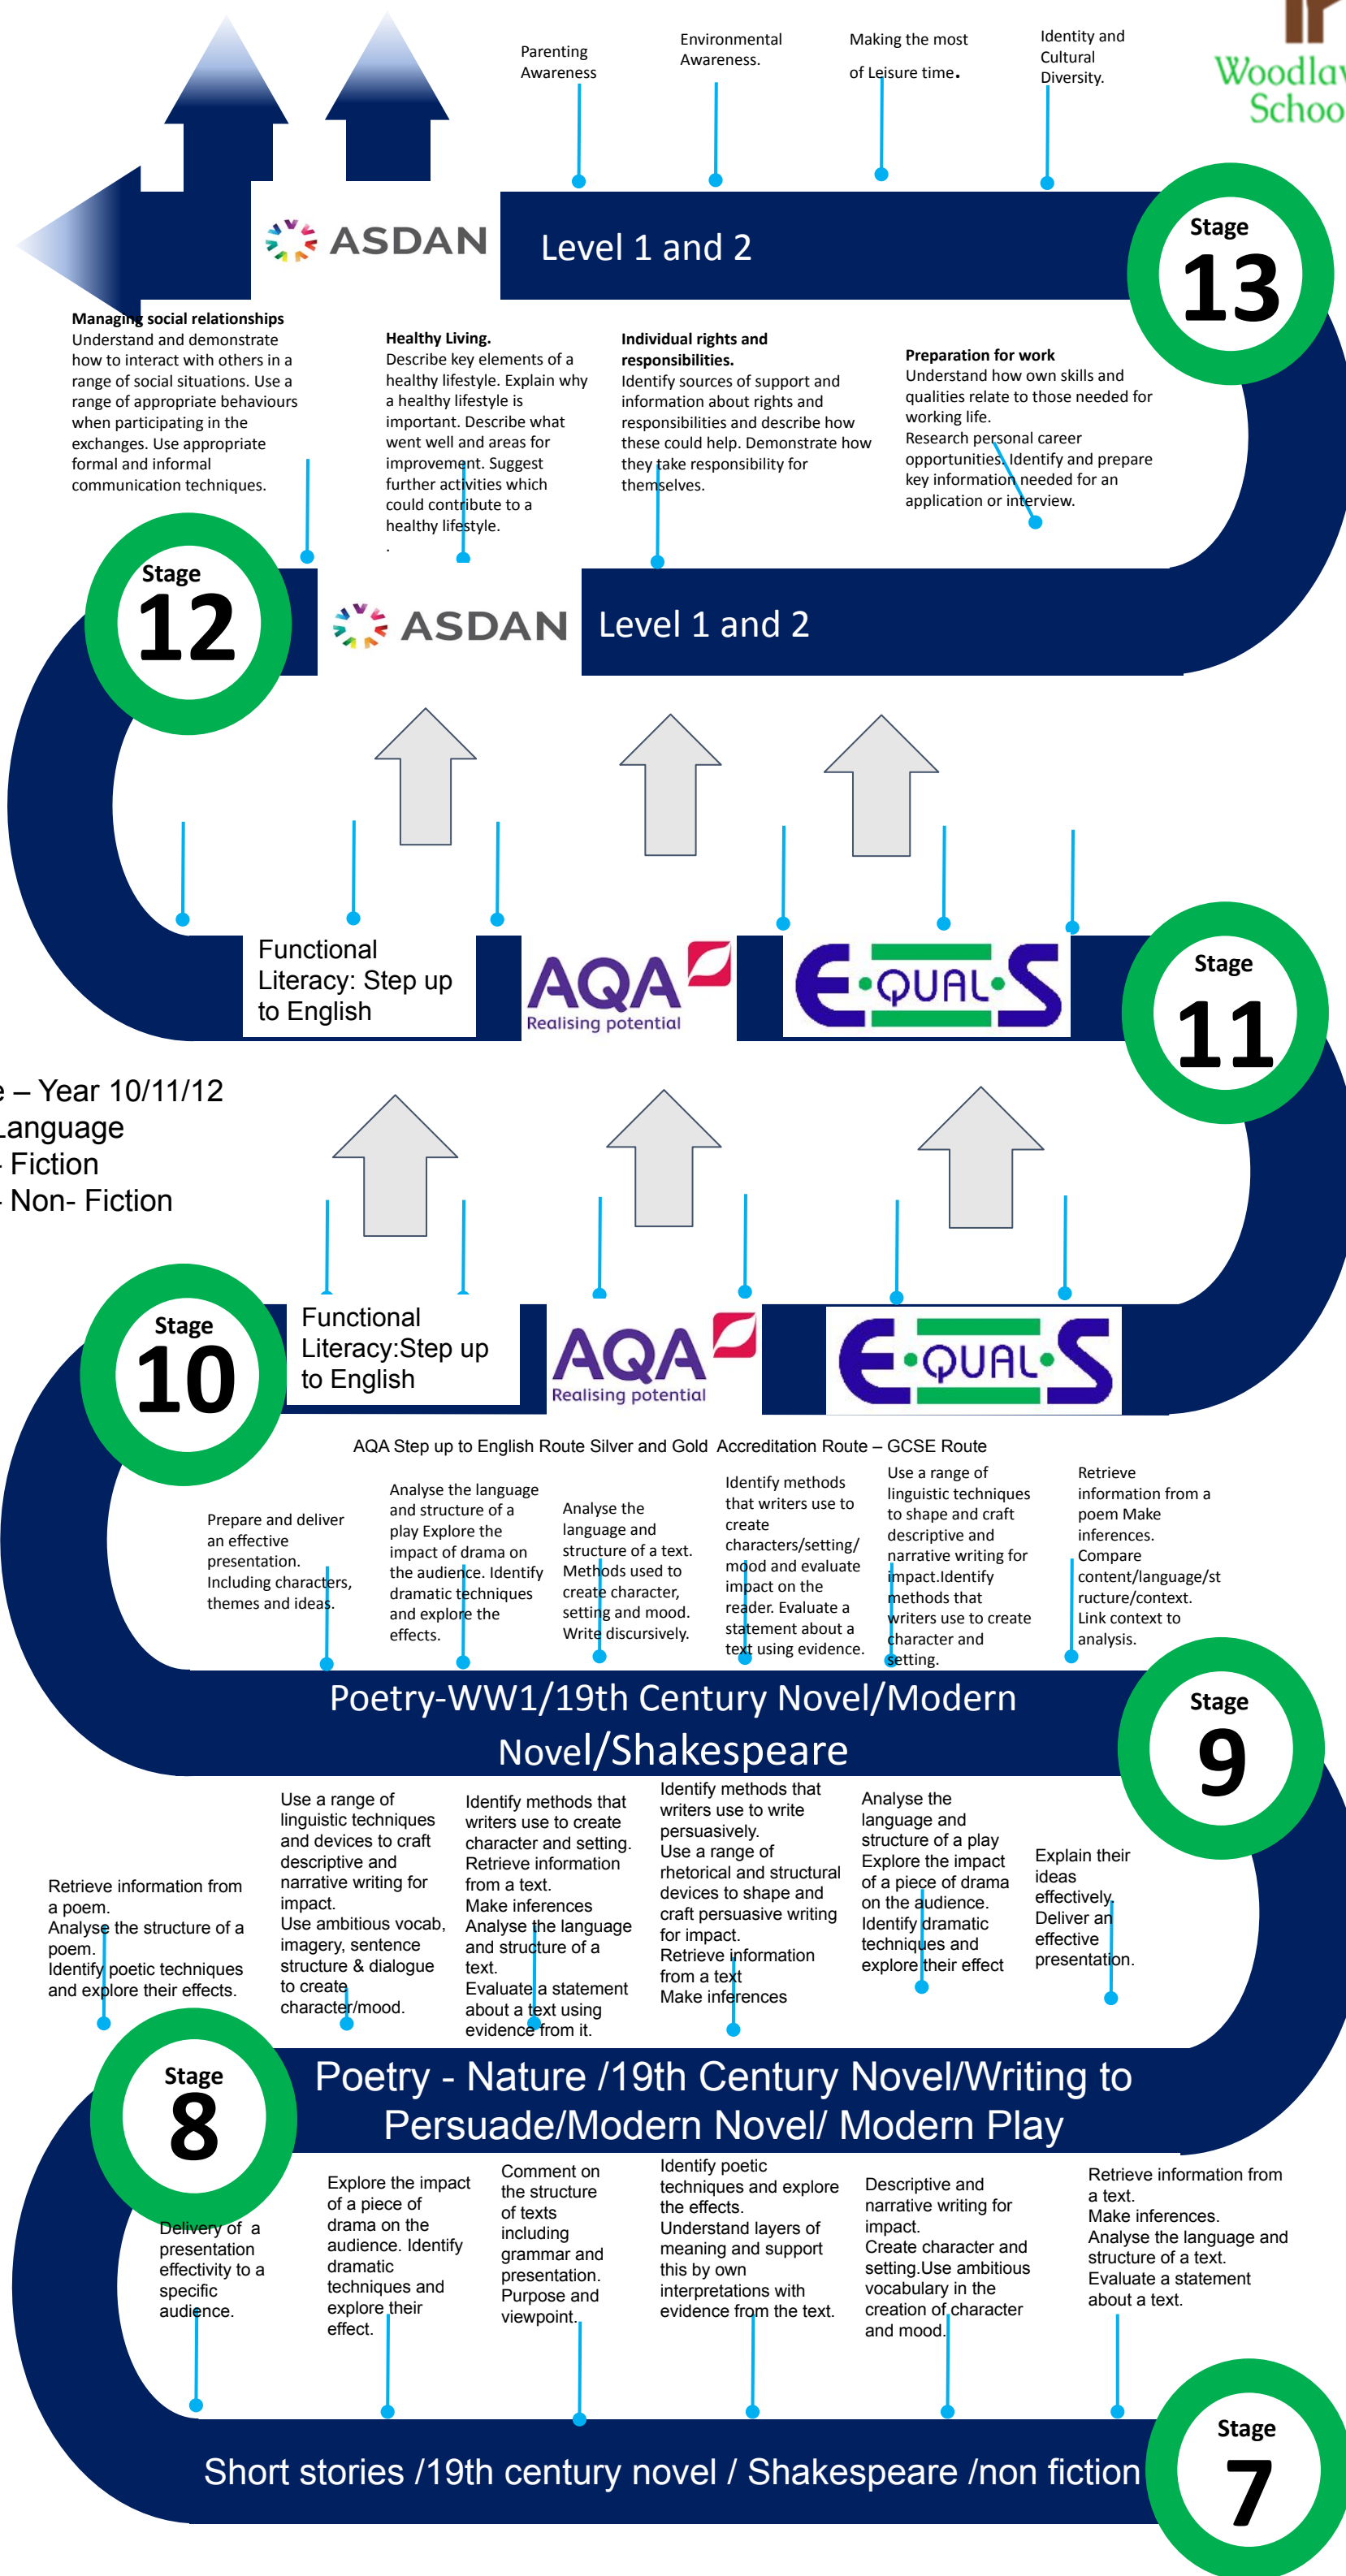 Parenting
Awareness
Environmental
Awareness.
Making the most
of Leisure time.
Identity and
Cultural
Diversity.
ASDAN
Level 1 and 2
Stage
13
Managing social relationships
Understand and demonstrate
how to interact with others in a
range of social situations. Use a
range of appropriate behaviours
when participating in the
exchanges. Use appropriate
formal and informal
communication techniques.
Healthy Living.
Describe key elements of a
healthy lifestyle. Explain why
a healthy lifestyle is
important. Describe what
went well and areas for
improvement. Suggest
further activities which
could contribute to a
healthy lifestyle.
.
Individual rights and
responsibilities.
Identify sources of support and
information about rights and
responsibilities and describe how
these could help. Demonstrate how
they take responsibility for
themselves.
Preparation for work
Understand how own skills and
qualities relate to those needed for
working life.
Research personal career
opportunities. Identify and prepare
key information needed for an
application or interview.
Stage
12
ASDAN
Level 1 and 2
Functional
Literacy: Step up
to English
AQA
Realising potential
E·QUAL·S
Stage
11
– Year 10/11/12
Language
- Fiction
- Non- Fiction
Stage
10
Functional
Literacy:Step up
to English
AQA
Realising potential
E·QUAL·S
AQA Step up to English Route Silver and Gold Accreditation Route – GCSE Route
Prepare and deliver
an effective
presentation.
Including characters,
themes and ideas.
Analyse the language
and structure of a
play Explore the
impact of drama on
the audience. Identify
dramatic techniques
and explore the
effects.
Analyse the
language and
structure of a text.
Methods used to
create character,
setting and mood.
Write discursively.
Identify methods
that writers use to
create
characters/setting/
mood and evaluate
impact on the
reader. Evaluate a
statement about a
text using evidence.
Use a range of
linguistic techniques
to shape and craft
descriptive and
narrative writing for
impact.Identify
methods that
writers use to create
character and
setting.
Retrieve
information from a
poem Make
inferences.
Compare
content/language/st
ructure/context.
Link context to
analysis.
Poetry-WW1/19th Century Novel/Modern
Novel/Shakespeare
Stage
9
Retrieve information from
a poem.
Analyse the structure of a
poem.
Identify poetic techniques
and explore their effects.
Use a range of
linguistic techniques
and devices to craft
descriptive and
narrative writing for
impact.
Use ambitious vocab,
imagery, sentence
structure & dialogue
to create
character/mood.
Identify methods that
writers use to create
character and setting.
Retrieve information
from a text.
Make inferences
Analyse the language
and structure of a
text.
Evaluate a statement
about a text using
evidence from it.
Identify methods that
writers use to write
persuasively.
Use a range of
rhetorical and structural
devices to shape and
craft persuasive writing
for impact.
Retrieve information
from a text
Make inferences
Analyse the
language and
structure of a play
Explore the impact
of a piece of drama
on the audience.
Identify dramatic
techniques and
explore their effect
Explain their
ideas
effectively.
Deliver an
effective
presentation.
Stage
8
Poetry - Nature /19th Century Novel/Writing to
Persuade/Modern Novel/ Modern Play
Delivery of a
presentation
effectivity to a
specific
audience.
Explore the impact
of a piece of
drama on the
audience. Identify
dramatic
techniques and
explore their
effect.
Comment on
the structure
of texts
including
grammar and
presentation.
Purpose and
viewpoint.
Identify poetic
techniques and explore
the effects.
Understand layers of
meaning and support
this by own
interpretations with
evidence from the text.
Descriptive and
narrative writing for
impact.
Create character and
setting.Use ambitious
vocabulary in the
creation of character
and mood.
Retrieve information from
a text.
Make inferences.
Analyse the language and
structure of a text.
Evaluate a statement
about a text.
Short stories /19th century novel / Shakespeare /non fiction
Stage
7